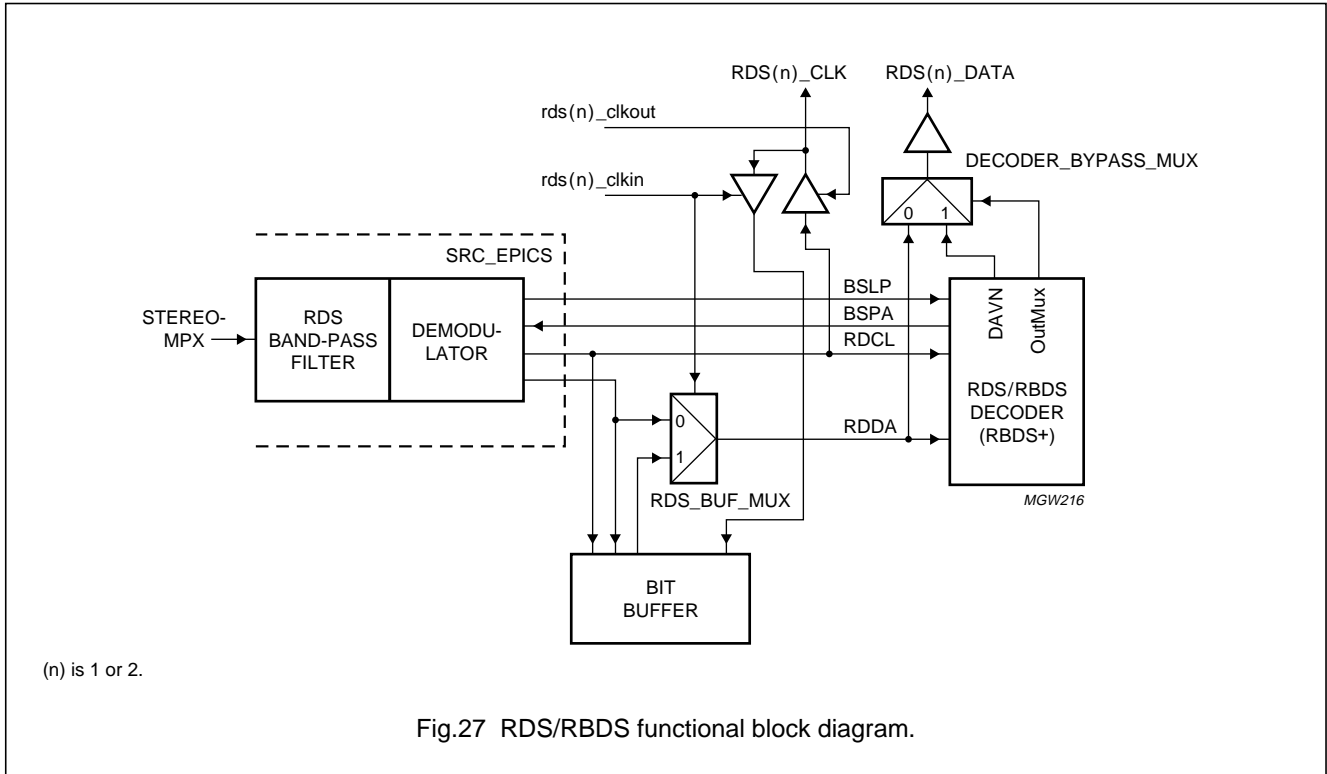 RDS(n)_CLK
RDS(n)_DATA
rds(n)_clkout
DECODER_BYPASS_MUX
rds(n)_clkin
0
1
SRC_EPICS
STEREO-
MPX
RDS
BAND-PASS
FILTER
DEMODU-
LATOR
BSLP
BSPA
RDCL
DAVN
OutMux
RDS/RBDS
DECODER
(RBDS+)
0
1
RDDA
RDS_BUF_MUX
MGW216
BIT
BUFFER
(n) is 1 or 2.
Fig.27 RDS/RBDS functional block diagram.